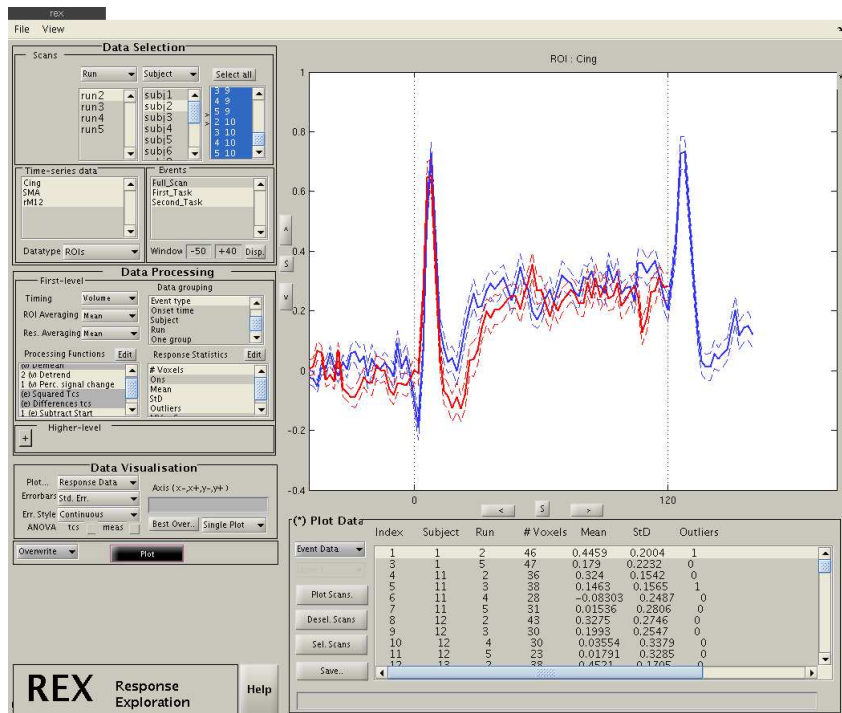 rex
File View
Data Selection
Scans
Run Subject Select all
run2
run3
run4
run5
subj1
subj2
subj3
subj4
subj5
subj6
3 9
4 9
5 9
2 10
3 10
4 10
5 10
>
>
Time-series data
Cing
SMA
rM12
Datatype ROIs
Events
Full_Scan
First_Task
Second_Task
Window -50 +40 Disp.
^
S
v
Data Processing
First-level
Timing Volume
ROI Averaging Mean
Res. Averaging Mean
Data grouping
Event type
Onset time
Subject
Run
One group
Processing Functions Edit
(v) Demean
2 (v) Detrend
1 (v) Perc. signal change
(e) Squared Tcs
(e) Differences tcs
1 (e) Subtract Start
Response Statistics Edit
# Voxels
Ons
Mean
StD
Outliers
Higher-level
+
Data Visualisation
Plot... Response Data
Errorbars Std. Err.
Err. Style Continuous
ANOVA tcs meas
Axis (x-,x+,y-,y+)
Best Over.. Single Plot
Overwrite Plot
REX Response Exploration
Help
ROI : Cing
1
0.8
0.6
0.4
0.2
0
-0.2
-0.4
0 120
< S >
(*) Plot Data
Event Data
Plot Scans.
Desel. Scans
Sel. Scans
Save..
Index Subject Run # Voxels Mean StD Outliers
1 1 2 46 0.4459 0.2004 1
3 1 5 47 0.179 0.2232 0
4 11 2 36 0.324 0.1542 0
5 11 3 38 0.1463 0.1565 1
6 11 4 28 -0.08303 0.2487 0
7 11 5 31 0.01536 0.2806 0
8 12 2 43 0.3275 0.2746 0
9 12 3 30 0.1993 0.2547 0
10 12 4 30 0.03554 0.3379 0
11 12 5 23 0.01791 0.3285 0
12 13 2 38 0.4521 0.1705 0